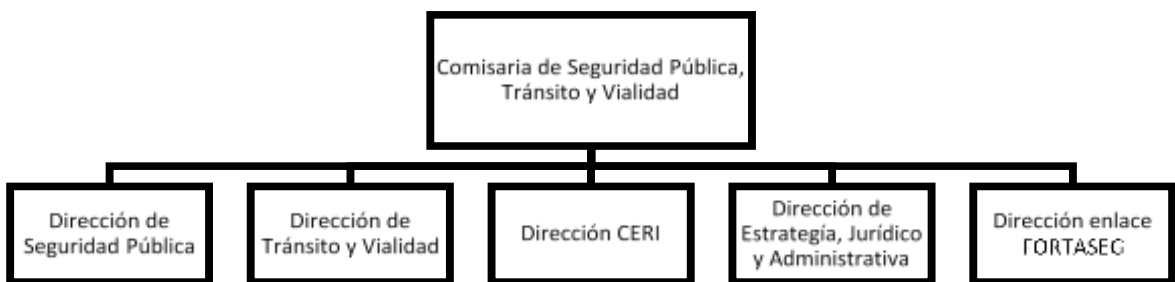 Comisaria de Seguridad Pública,
Tránsito y Vialidad
Dirección de
Seguridad Pública
Dirección de
Tránsito y Vialidad
Dirección CERI
Dirección de
Estrategía, Jurídico
y Administrativa
Dirección enlace
FORTASEG